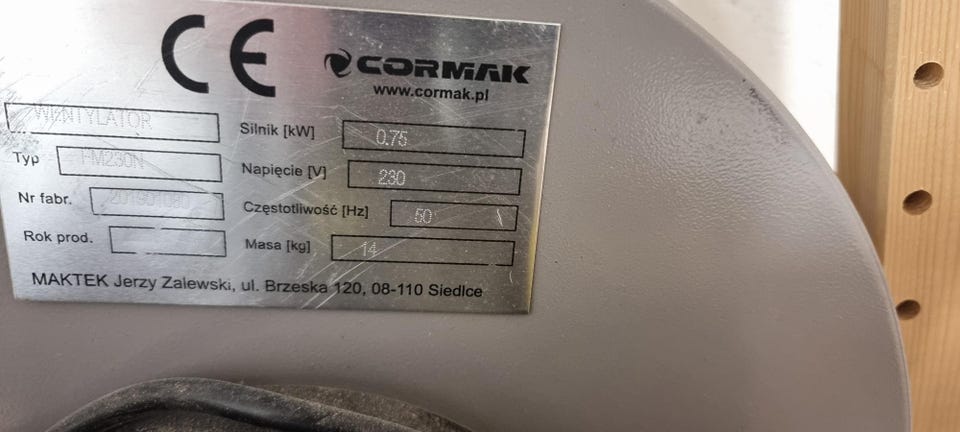 CE
CORMAK
www.cormak.pl
WENTYLATOR
Silnik [kW] 0.75
Typ FM230N
Napięcie [V] 230
Nr fabr. 201901080
Częstotliwość [Hz] 50
Rok prod.
Masa [kg] 14
MAKTEK Jerzy Zalewski, ul. Brzeska 120, 08-110 Siedlce